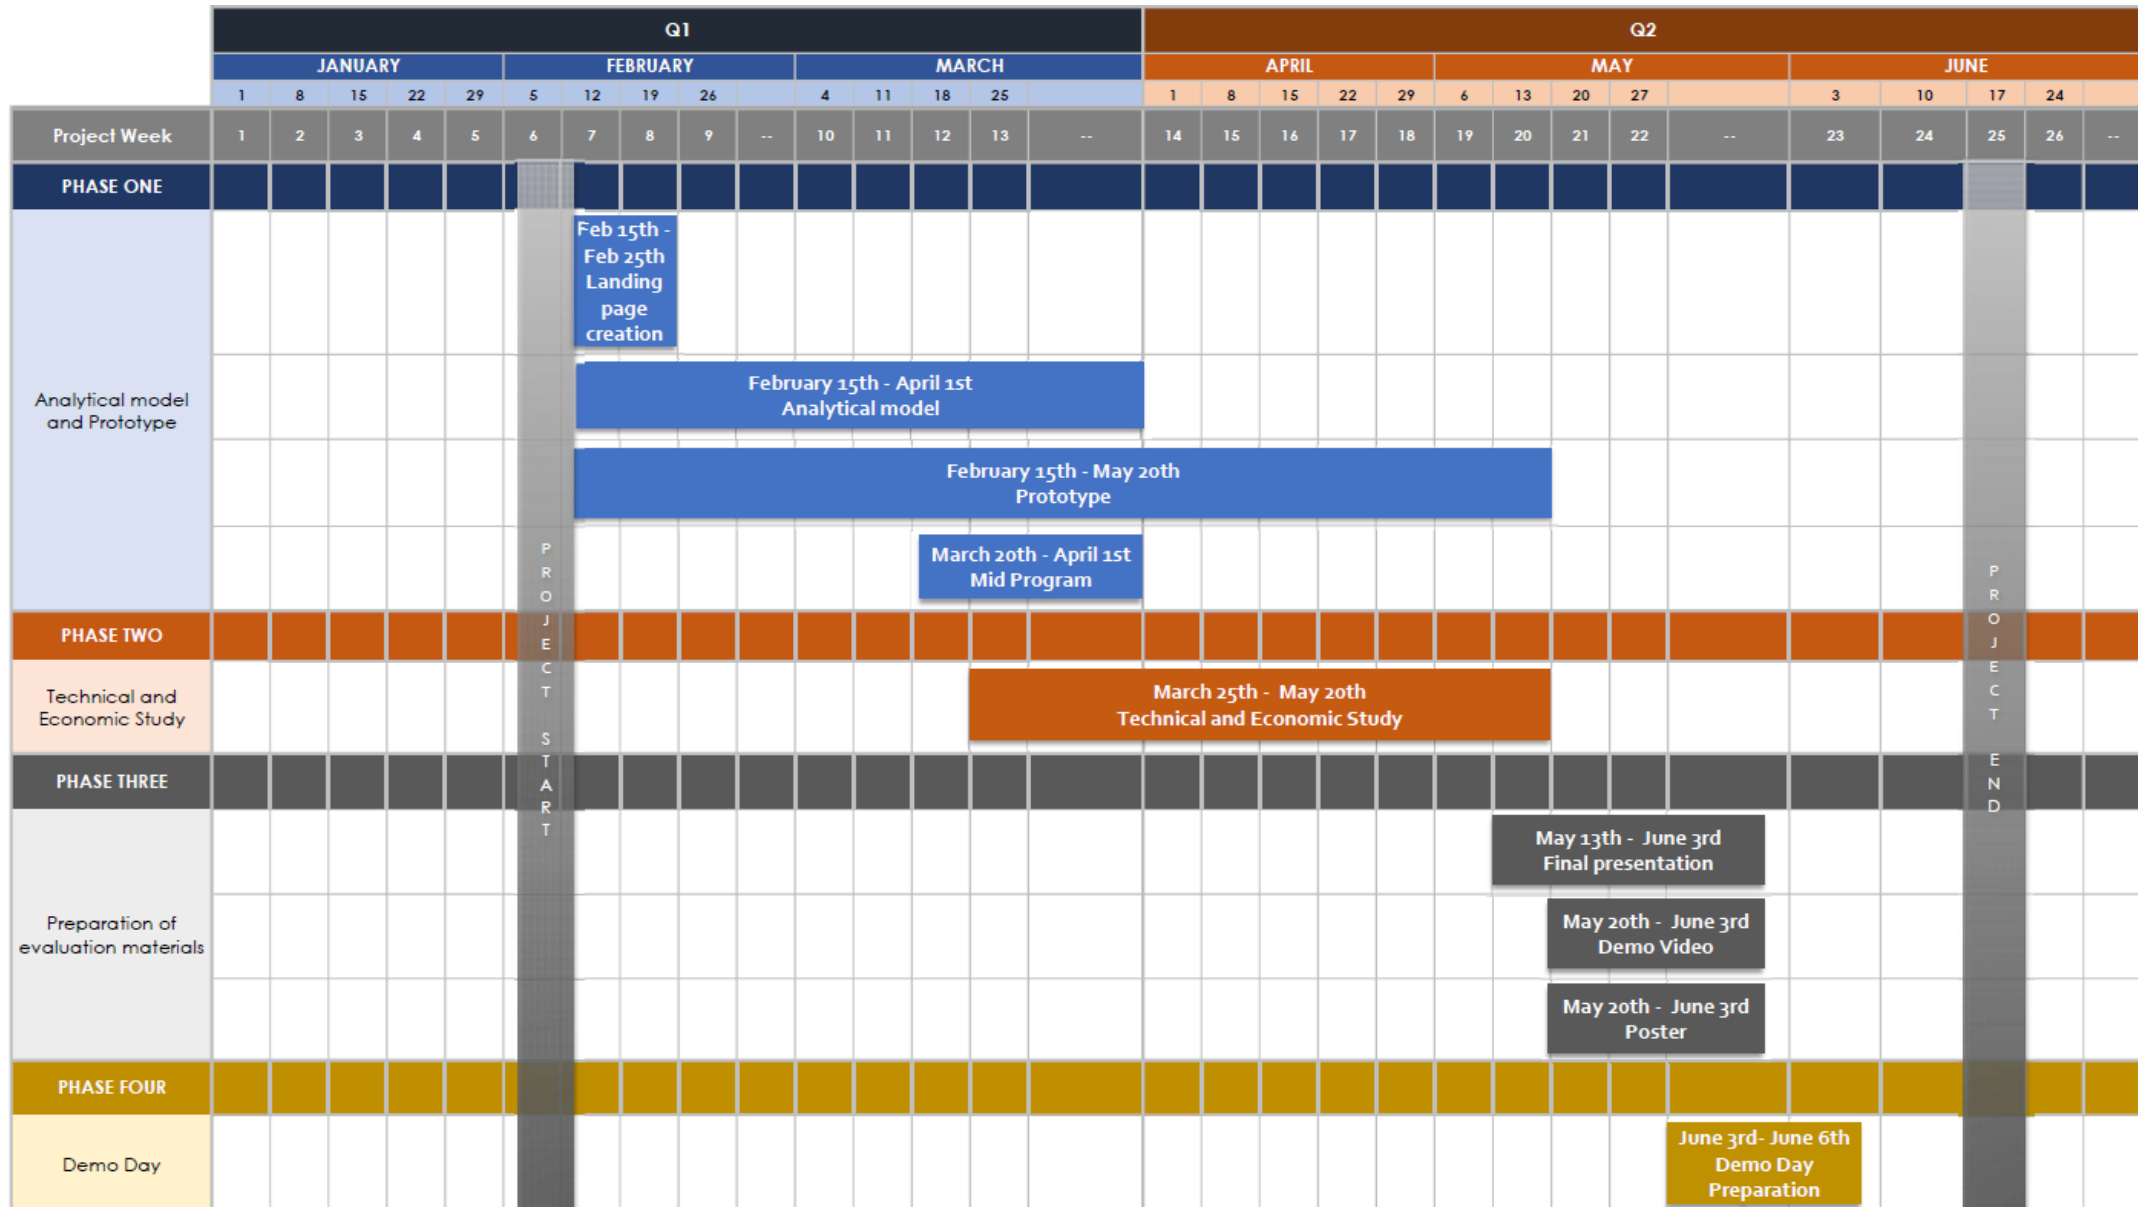 Q1 Q2
JANUARY FEBRUARY MARCH APRIL MAY JUNE
1 8 15 22 29 5 12 19 26 4 11 18 25 1 8 15 22 29 6 13 20 27 3 10 17 24
Project Week 1 2 3 4 5 6 7 8 9 -- 10 11 12 13 -- 14 15 16 17 18 19 20 21 22 -- 23 24 25 26 --
PHASE ONE
Analytical model
and Prototype
Feb 15th -
Feb 25th
Landing
page
creation
February 15th - April 1st
Analytical model
February 15th - May 20th
Prototype
March 20th - April 1st
Mid Program
PROJECT START
PROJECT END
PHASE TWO
Technical and
Economic Study
March 25th - May 20th
Technical and Economic Study
PHASE THREE
Preparation of
evaluation materials
May 13th - June 3rd
Final presentation
May 20th - June 3rd
Demo Video
May 20th - June 3rd
Poster
PHASE FOUR
Demo Day
June 3rd- June 6th
Demo Day
Preparation